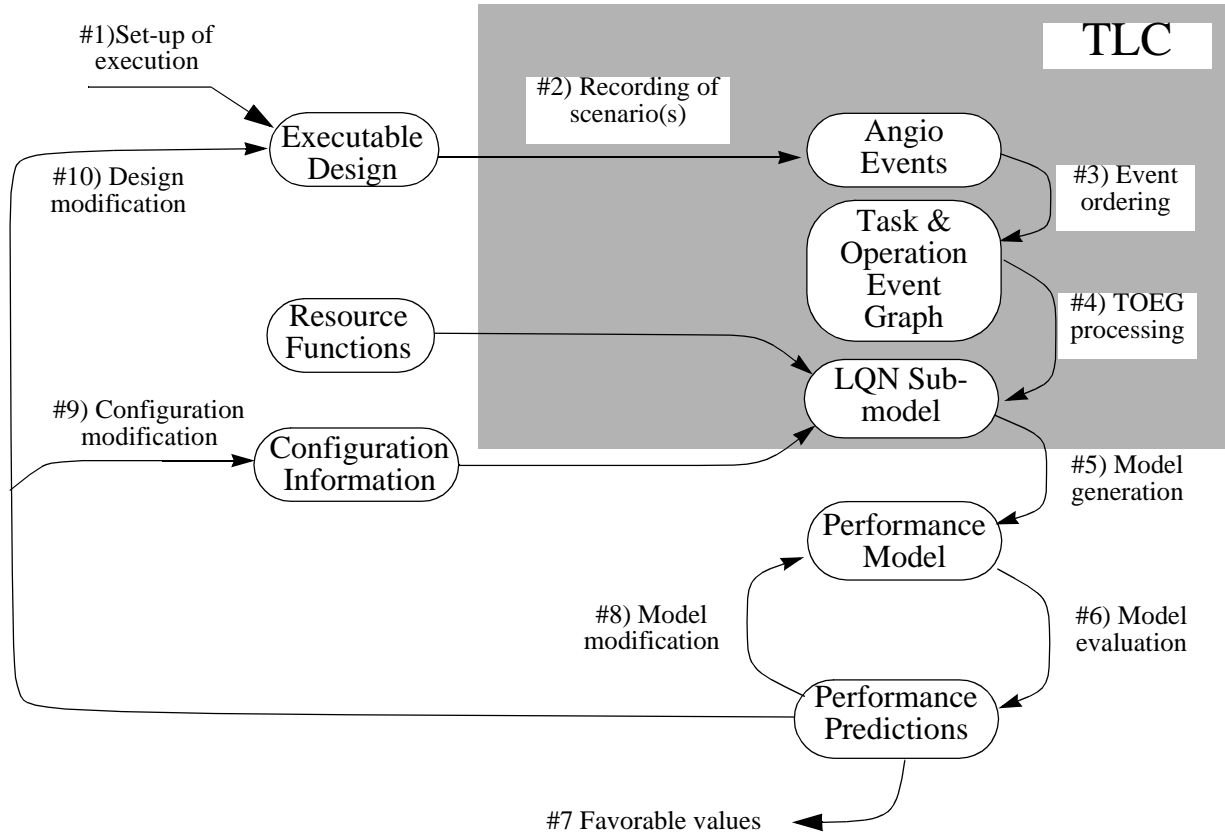 #1)Set-up of
execution
TLC
#2) Recording of
scenario(s)
Executable
Design
Angio
Events
#10) Design
modification
#3) Event
ordering
Task &
Operation
Event
Graph
#4) TOEG
processing
Resource
Functions
LQN Sub-
model
#9) Configuration
modification
Configuration
Information
#5) Model
generation
Performance
Model
#8) Model
modification
#6) Model
evaluation
Performance
Predictions
#7 Favorable values